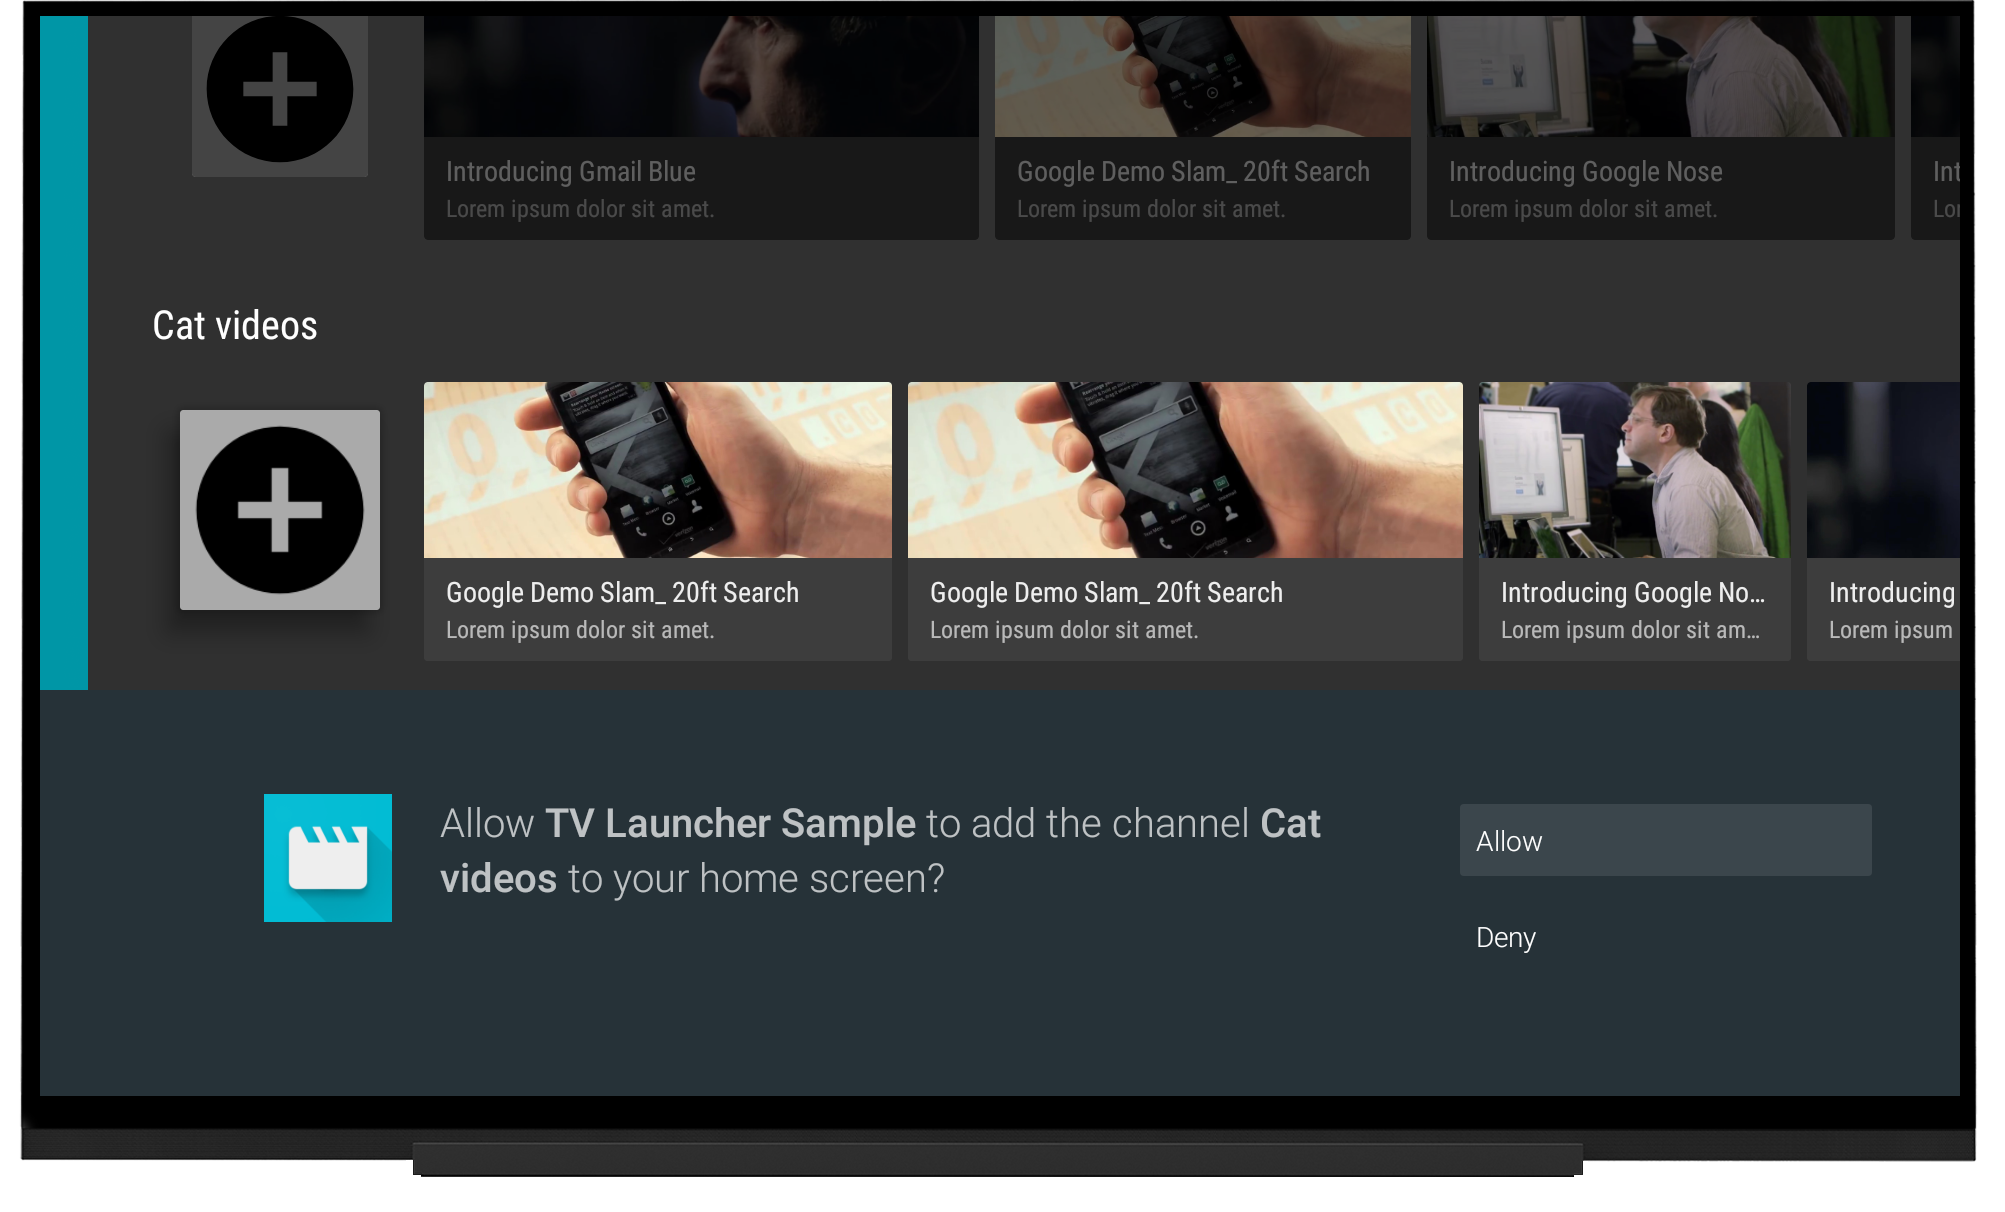 Introducing Gmail Blue
Lorem ipsum dolor sit amet.
Google Demo Slam_ 20ft Search
Lorem ipsum dolor sit amet.
Introducing Google Nose
Lorem ipsum dolor sit amet.
Int
Lor
Cat videos
Google Demo Slam_ 20ft Search
Lorem ipsum dolor sit amet.
Google Demo Slam_ 20ft Search
Lorem ipsum dolor sit amet.
Introducing Google No...
Lorem ipsum dolor sit am...
Introducing
Lorem ipsum
Allow TV Launcher Sample to add the channel Cat
videos to your home screen?
Allow
Deny